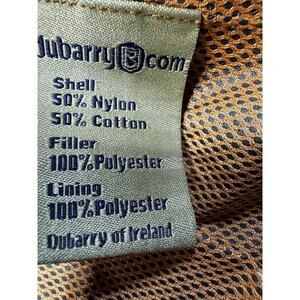 dubarry.com
Shell
50% Nylon
50% Cotton
Filler
100% Polyester
Lining
100% Polyester
Dubarry of Ireland